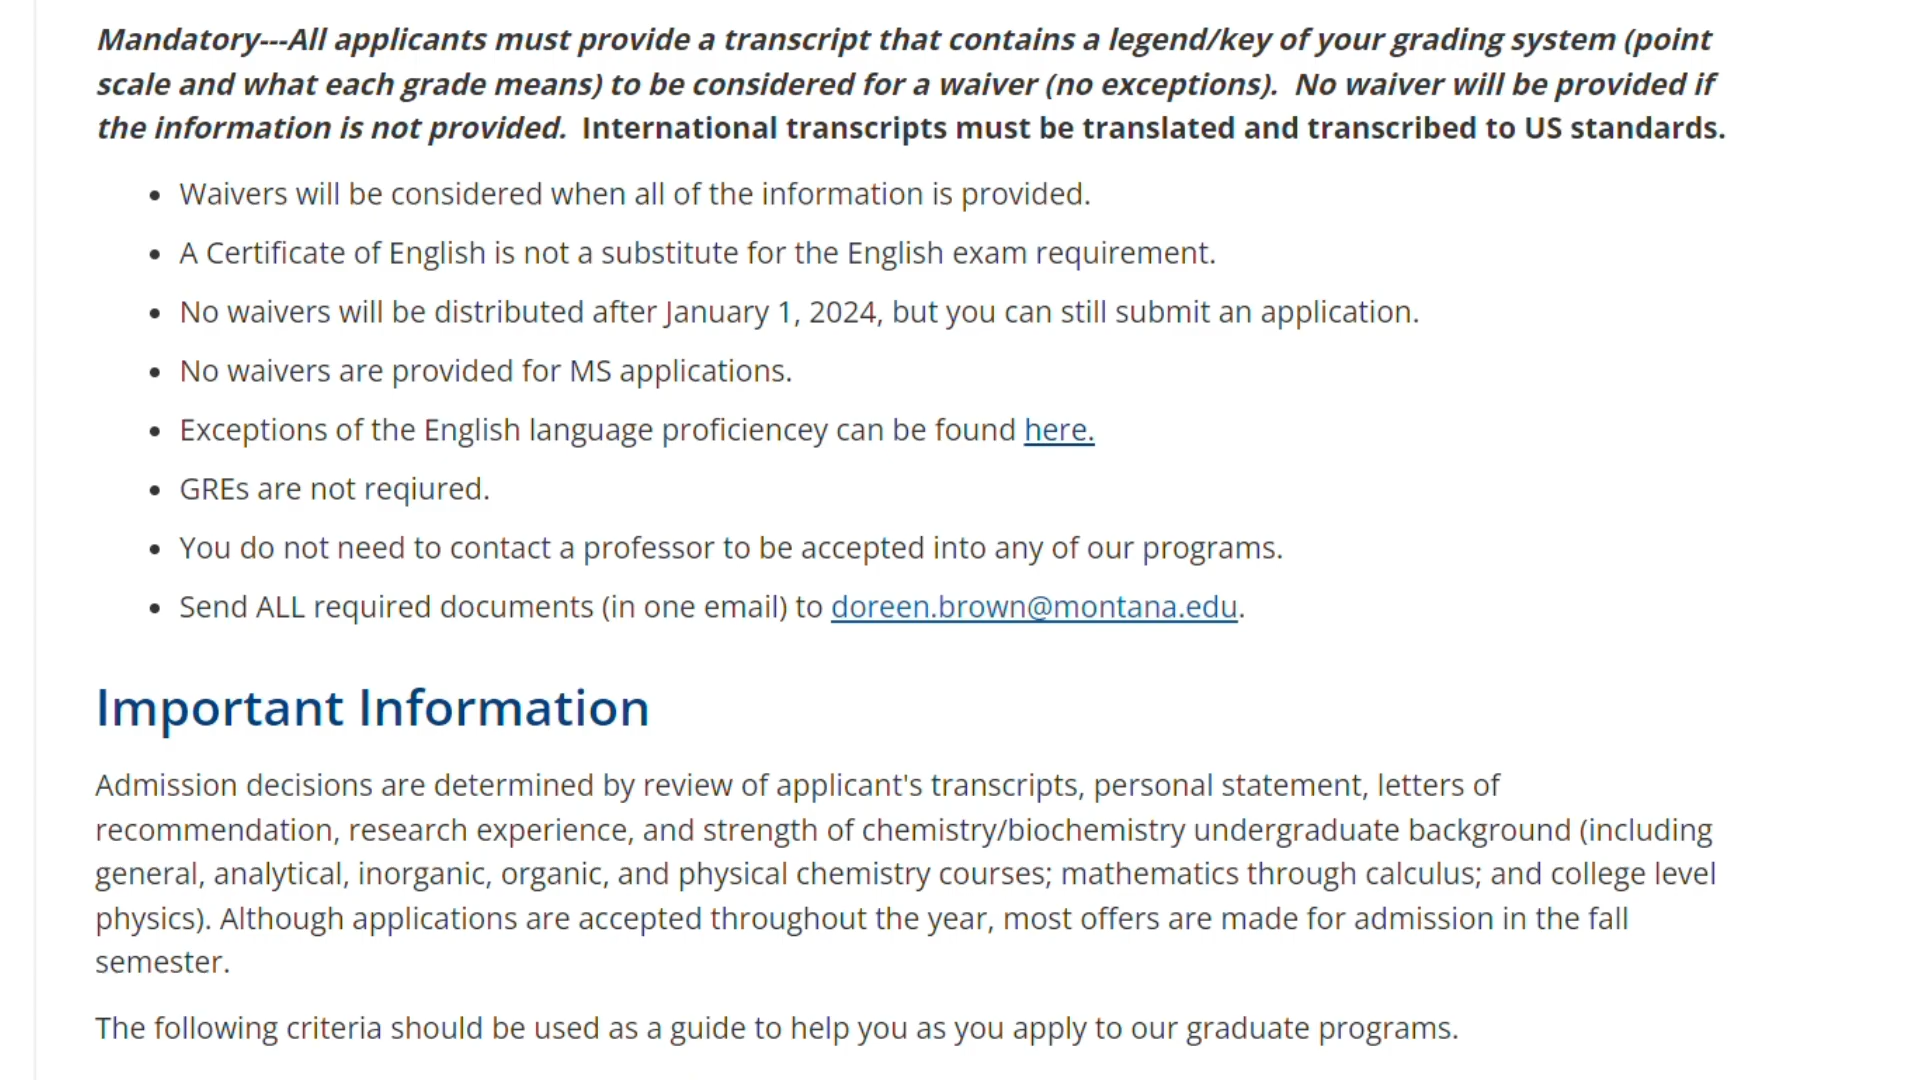 Mandatory---All applicants must provide a transcript that contains a legend/key of your grading system (point
scale and what each grade means) to be considered for a waiver (no exceptions).  No waiver will be provided if
the information is not provided.  International transcripts must be translated and transcribed to US standards.
• Waivers will be considered when all of the information is provided.
• A Certificate of English is not a substitute for the English exam requirement.
• No waivers will be distributed after January 1, 2024, but you can still submit an application.
• No waivers are provided for MS applications.
• Exceptions of the English language proficiencey can be found here.
• GREs are not reqiured.
• You do not need to contact a professor to be accepted into any of our programs.
• Send ALL required documents (in one email) to doreen.brown@montana.edu.
Important Information
Admission decisions are determined by review of applicant's transcripts, personal statement, letters of
recommendation, research experience, and strength of chemistry/biochemistry undergraduate background (including
general, analytical, inorganic, organic, and physical chemistry courses; mathematics through calculus; and college level
physics). Although applications are accepted throughout the year, most offers are made for admission in the fall
semester.
The following criteria should be used as a guide to help you as you apply to our graduate programs.